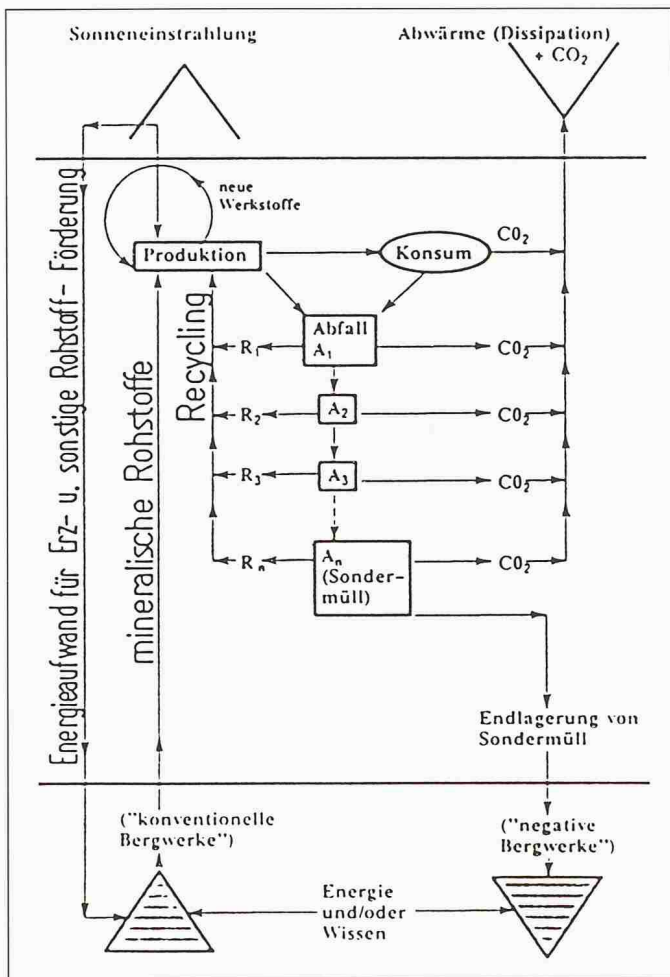 Sonneneinstrahlung
Abwärme (Dissipation)
+ CO₂
neue
Werkstoffe
Produktion
Konsum
CO₂
Abfall
A₁
R₁
CO₂
A₂
R₂
CO₂
A₃
R₃
CO₂
Aₙ
(Sonder-
müll)
Rₙ
CO₂
Recycling
mineralische Rohstoffe
Energieaufwand für Erz- u. sonstige Rohstoff- Förderung
Endlagerung von
Sondermüll
("konventionelle
Bergwerke")
("negative
Bergwerke")
Energie
und/oder
Wissen